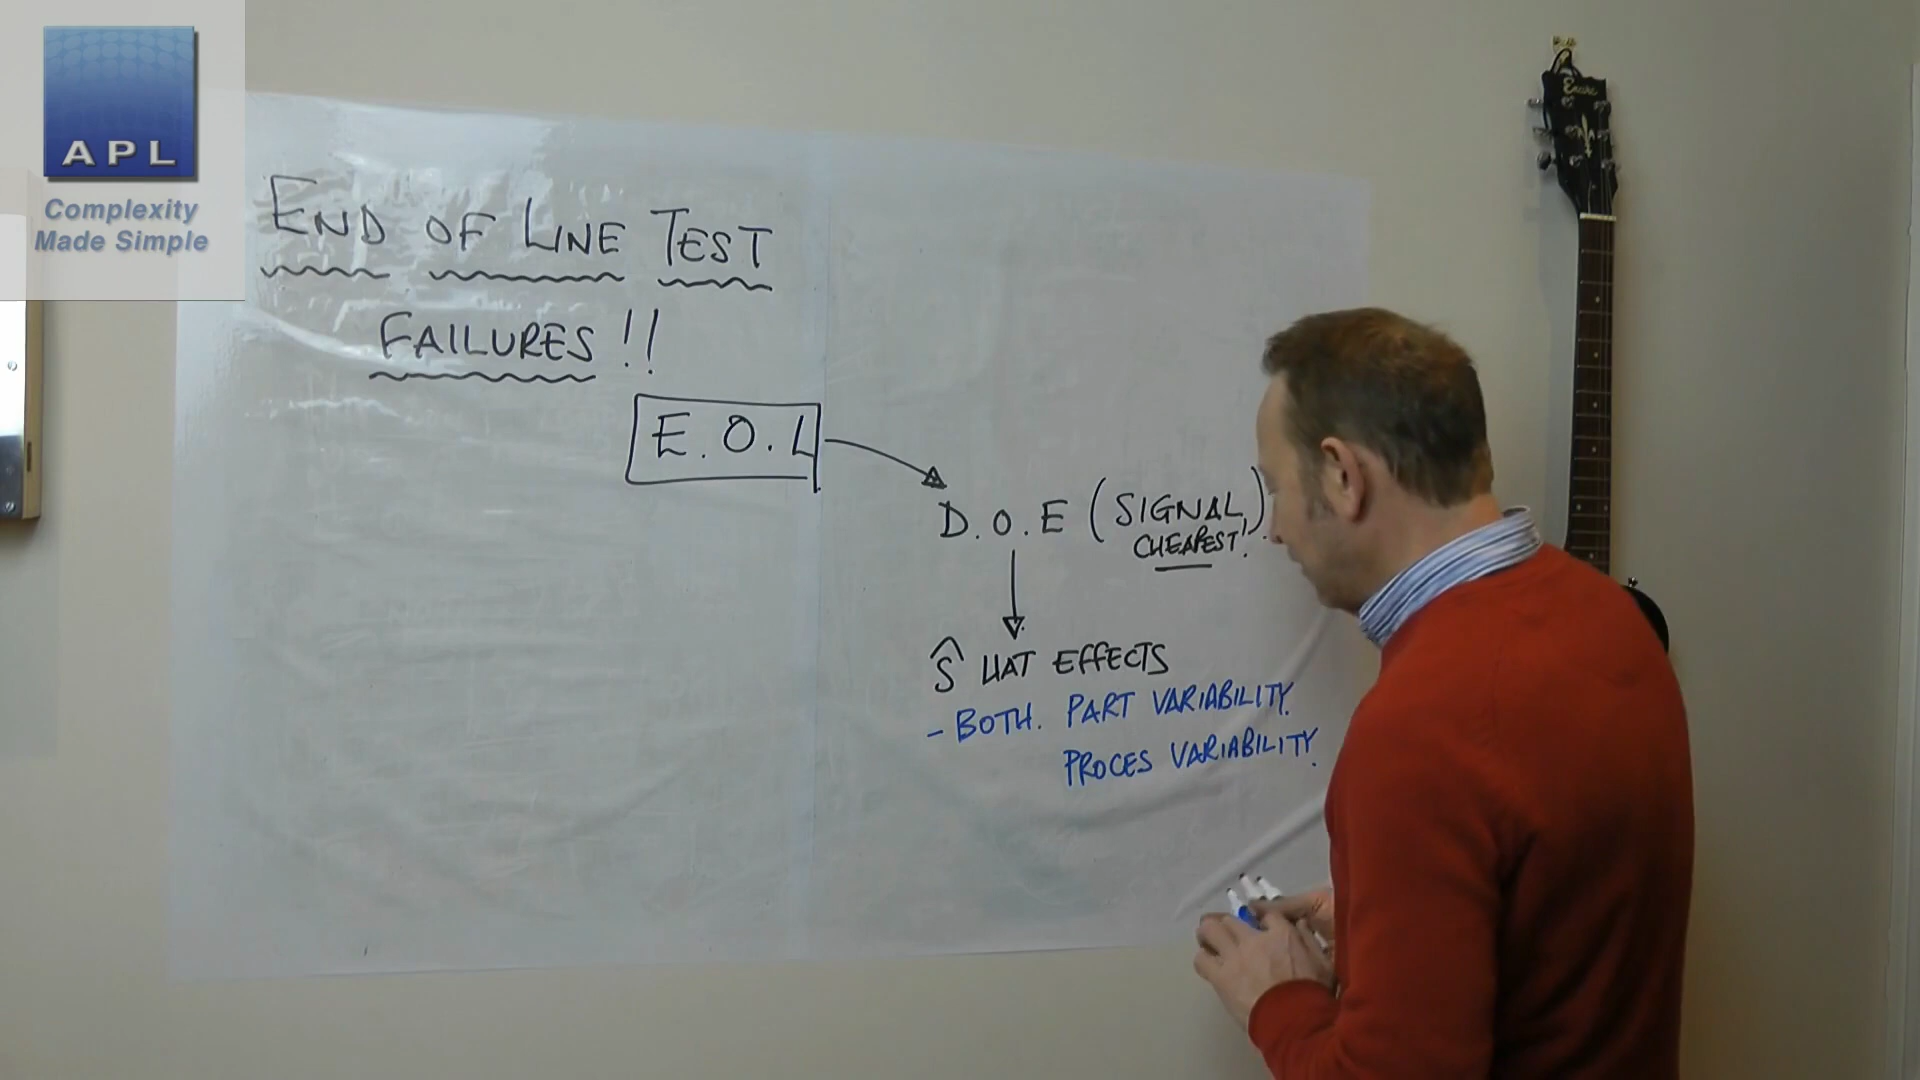 APL
Complexity
Made Simple
END OF LINE TEST
FAILURES!!
E.O.L
D.O.E (SIGNAL)
CHEAPEST!
Ŝ HAT EFFECTS
- BOTH. PART VARIABILITY.
PROCES VARIABILITY.